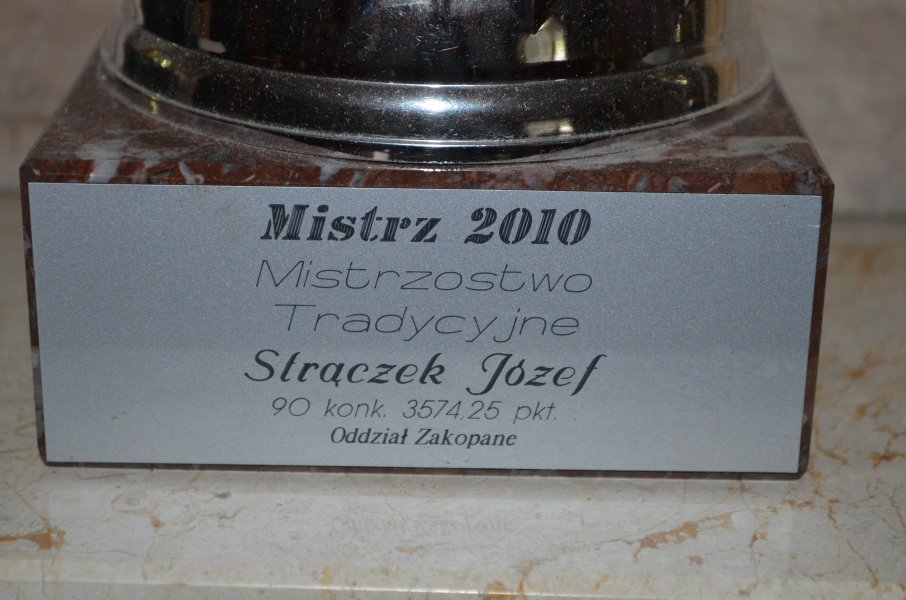 Mistrz 2010
Mistrzostwo
Tradycyjne
Strączek Józef
90 konk. 3574,25 pkt.
Oddział Zakopane